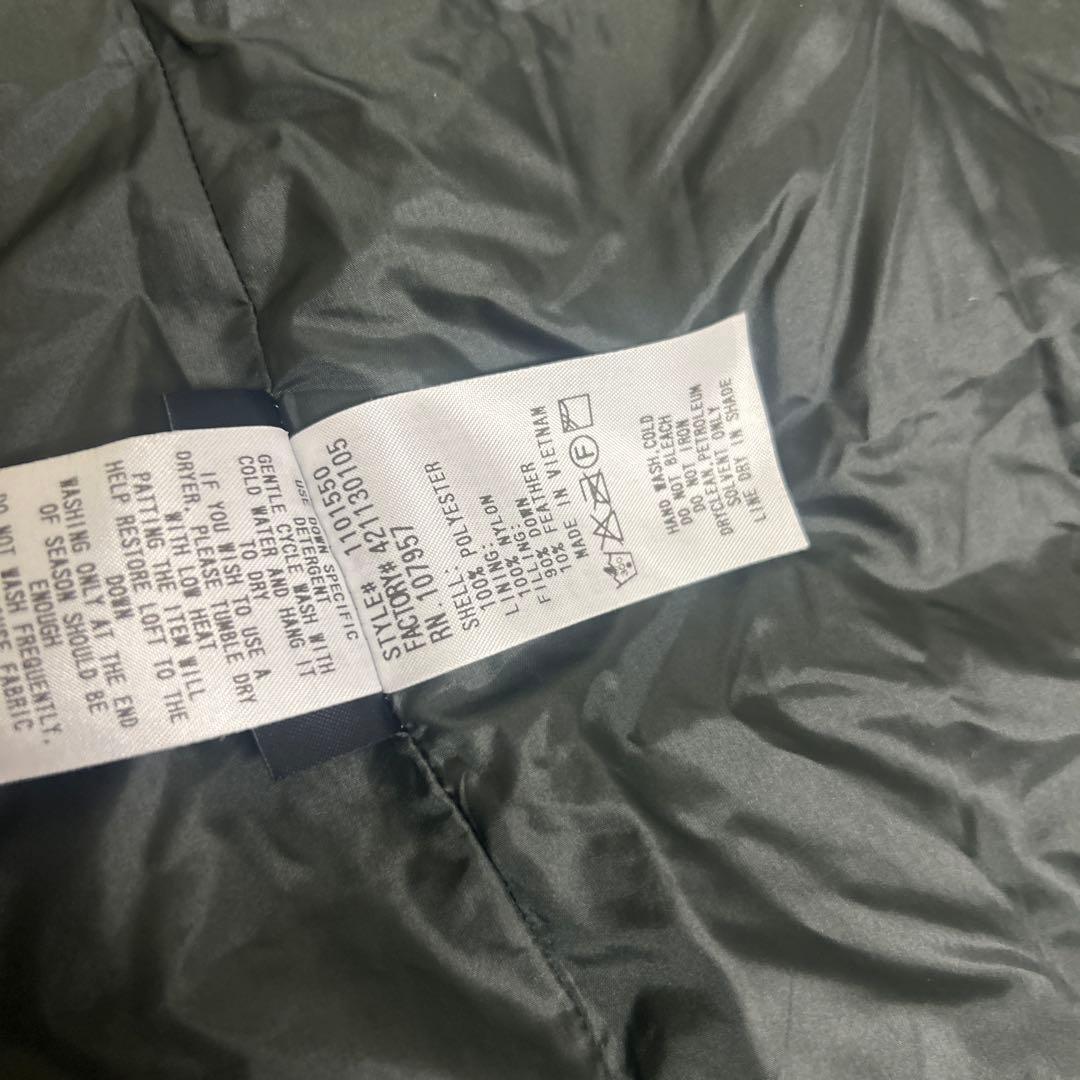 STYLE# 1101550
FACTORY# 421130105
RN. 107957
SHELL:
100% POLYESTER
LINING:
100% NYLON
FILLING:
90% DOWN
10% FEATHER
MADE IN VIETNAM
F
HAND WASH,COLD
DO NOT BLEACH
DO NOT IRON
DRYCLEAN,PETROLEUM
SOLVENT ONLY
LINE DRY IN SHADE
USE DOWN SPECIFIC
DETERGENT
GENTLE CYCLE WASH WITH
COLD WATER AND HANG IT
TO DRY.
IF YOU WISH TO USE A
DRYER, PLEASE TUMBLE DRY
WITH LOW HEAT
PATTING THE ITEM WILL
HELP RESTORE LOFT TO THE
DOWN
WASHING ONLY AT THE END
OF SEASON SHOULD BE
ENOUGH
DO NOT WASH FREQUENTLY,
FABRIC